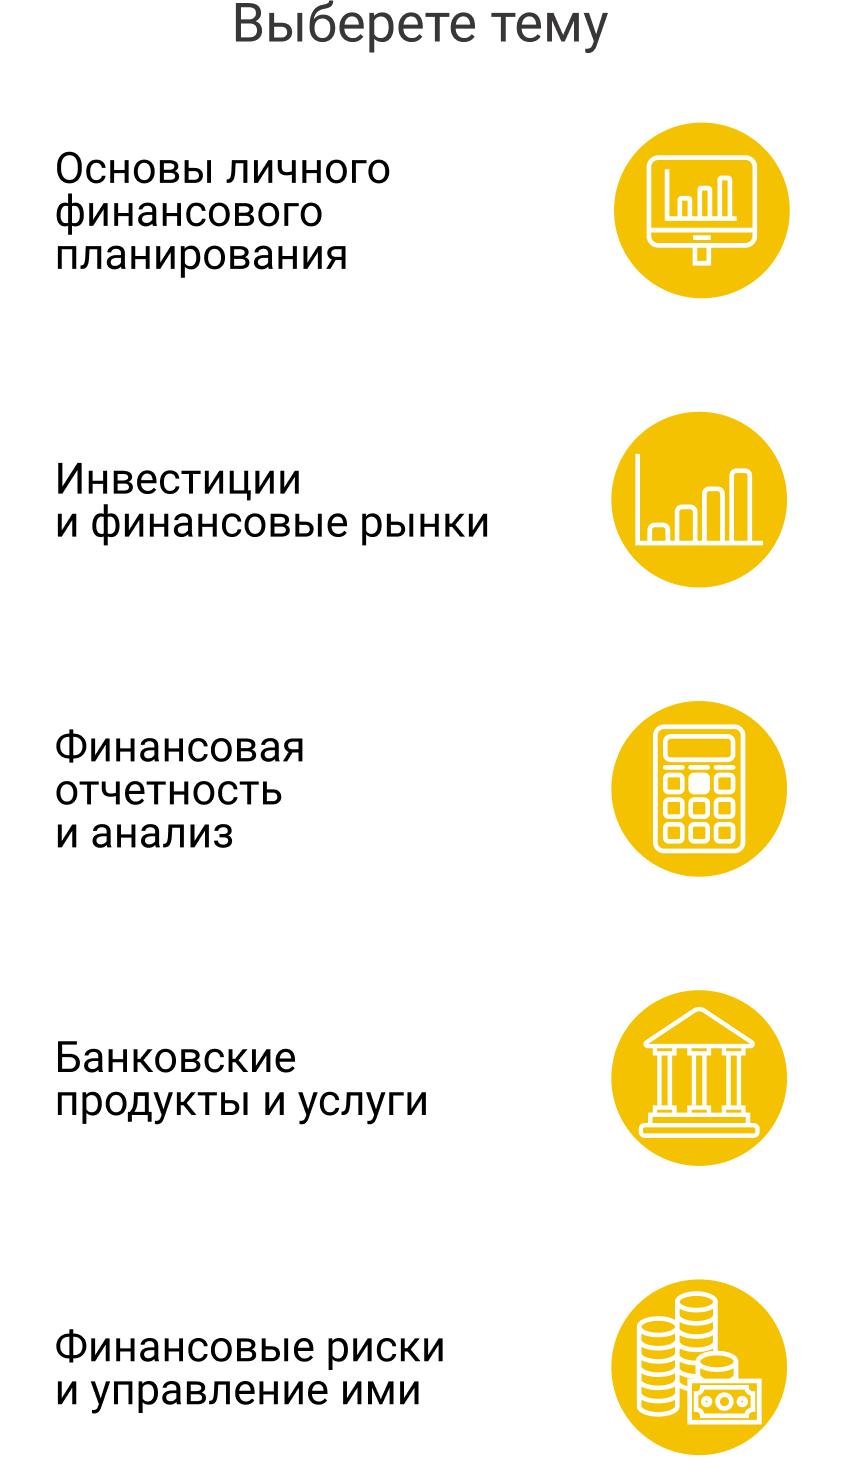 Выберете тему
Основы личного
финансового
планирования
Инвестиции
и финансовые рынки
Финансовая
отчетность
и анализ
Банковские
продукты и услуги
Финансовые риски
и управление ими